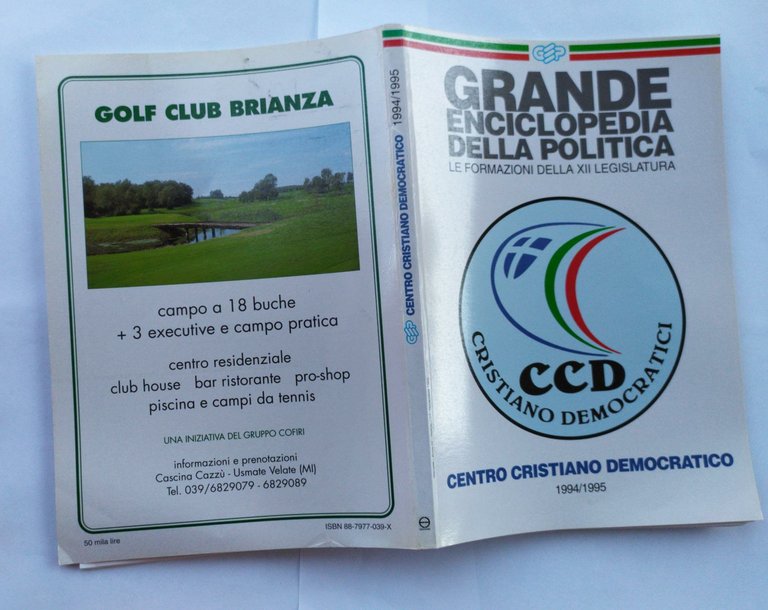 GOLF CLUB BRIANZA
campo a 18 buche
+ 3 executive e campo pratica
centro residenziale
club house bar ristorante pro-shop
piscina e campi da tennis
UNA INIZIATIVA DEL GRUPPO COFIRI
informazioni e prenotazioni
Cascina Cazzù - Usmate Velate (MI)
Tel. 039/6829079 - 6829089
50 mila lire
ISBN 88-7977-039-X
CENTRO CRISTIANO DEMOCRATICO 1994/1995
GRANDE
ENCICLOPEDIA
DELLA POLITICA
LE FORMAZIONI DELLA XII LEGISLATURA
CCD
CRISTIANO DEMOCRATICI
CENTRO CRISTIANO DEMOCRATICO
1994/1995